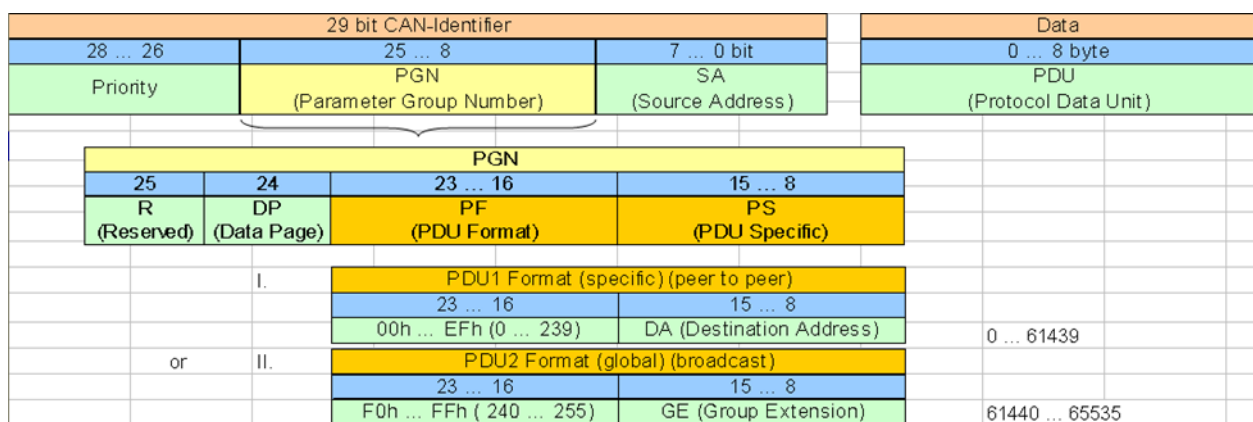 29 bit CAN-Identifier
Data
28 ... 26
25 ... 8
7 ... 0 bit
0 ... 8 byte
Priority
PGN
(Parameter Group Number)
SA
(Source Address)
PDU
(Protocol Data Unit)
PGN
25
24
23 ... 16
15 ... 8
R
(Reserved)
DP
(Data Page)
PF
(PDU Format)
PS
(PDU Specific)
I.
PDU1 Format (specific) (peer to peer)
23 ... 16
15 ... 8
00h ... EFh (0 ... 239)
DA (Destination Address)
0 ... 61439
or
II.
PDU2 Format (global) (broadcast)
23 ... 16
15 ... 8
F0h ... FFh ( 240 ... 255)
GE (Group Extension)
61440 ... 65535